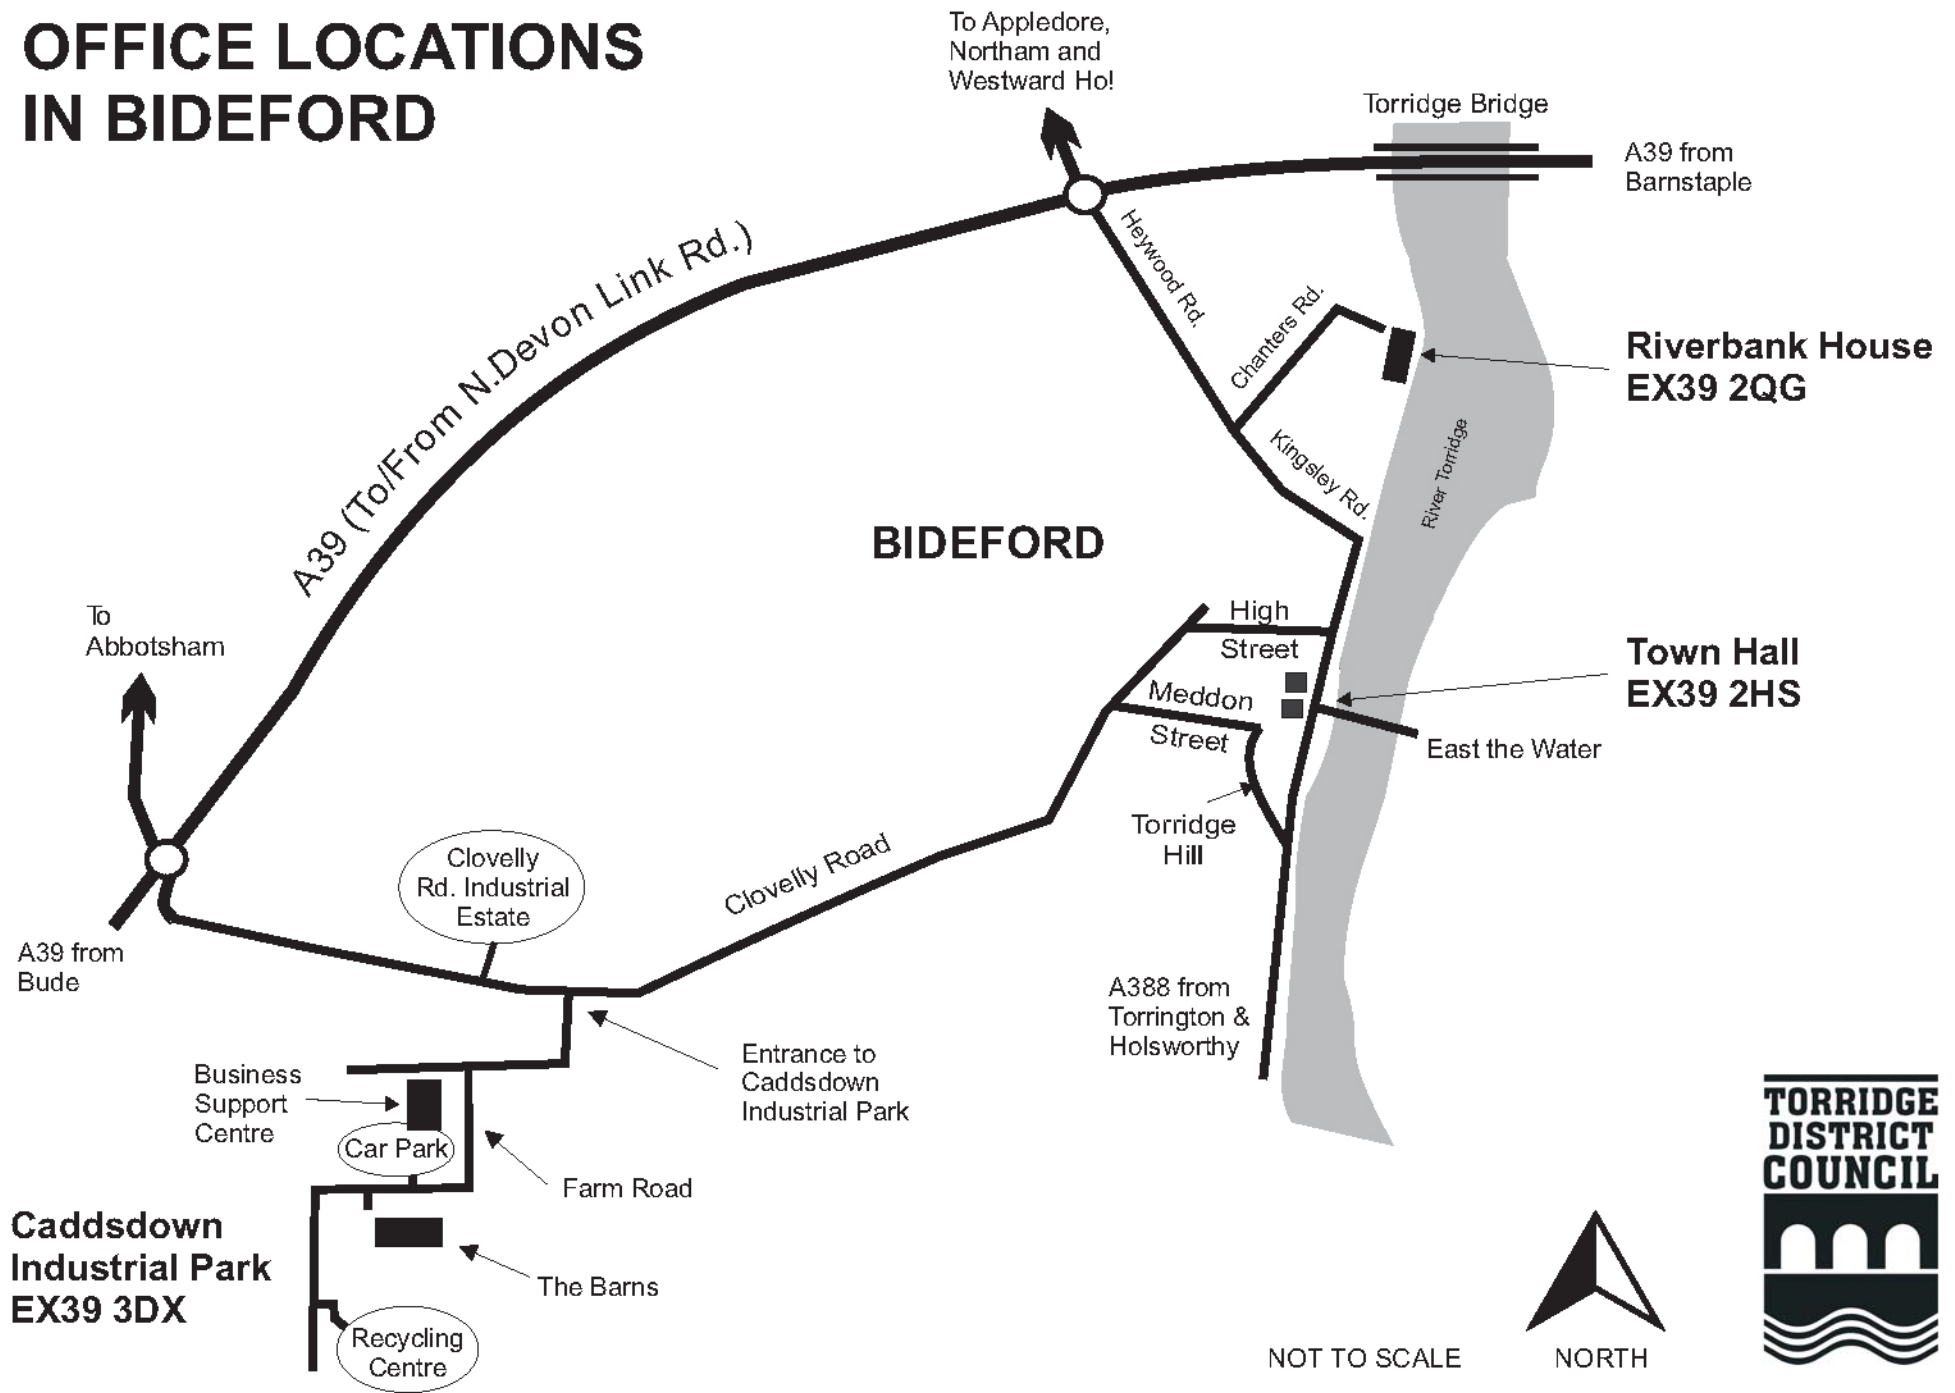 OFFICE LOCATIONS
IN BIDEFORD
To Appledore,
Northam and
Westward Ho!
Torridge Bridge
A39 from
Barnstaple
A39 (To/From N.Devon Link Rd.)
Heywood Rd.
Chanters Rd.
Riverbank House
EX39 2QG
Kingsley Rd.
River Torridge
BIDEFORD
To
Abbotsham
High
Street
Town Hall
EX39 2HS
Meddon
Street
East the Water
Torridge
Hill
Clovelly
Rd. Industrial
Estate
Clovelly Road
A39 from
Bude
A388 from
Torrington &
Holsworthy
Entrance to
Caddsdown
Industrial Park
Business
Support
Centre
Car Park
Farm Road
Caddsdown
Industrial Park
EX39 3DX
The Barns
Recycling
Centre
NOT TO SCALE
NORTH
TORRIDGE
DISTRICT
COUNCIL